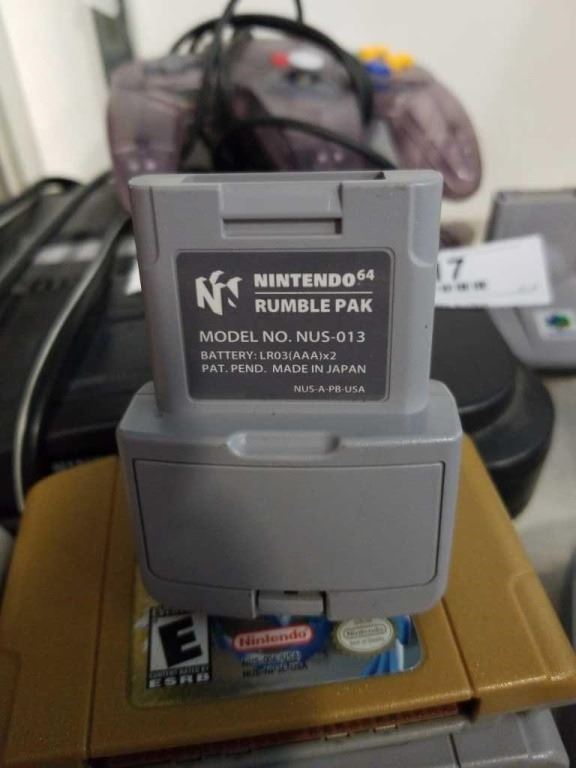 NINTENDO64
RUMBLE PAK
MODEL NO. NUS-013
BATTERY: LR03(AAA)x2
PAT. PEND. MADE IN JAPAN
NUS-A-PB-USA
17
E
ESRB
Nintendo
Nintendo